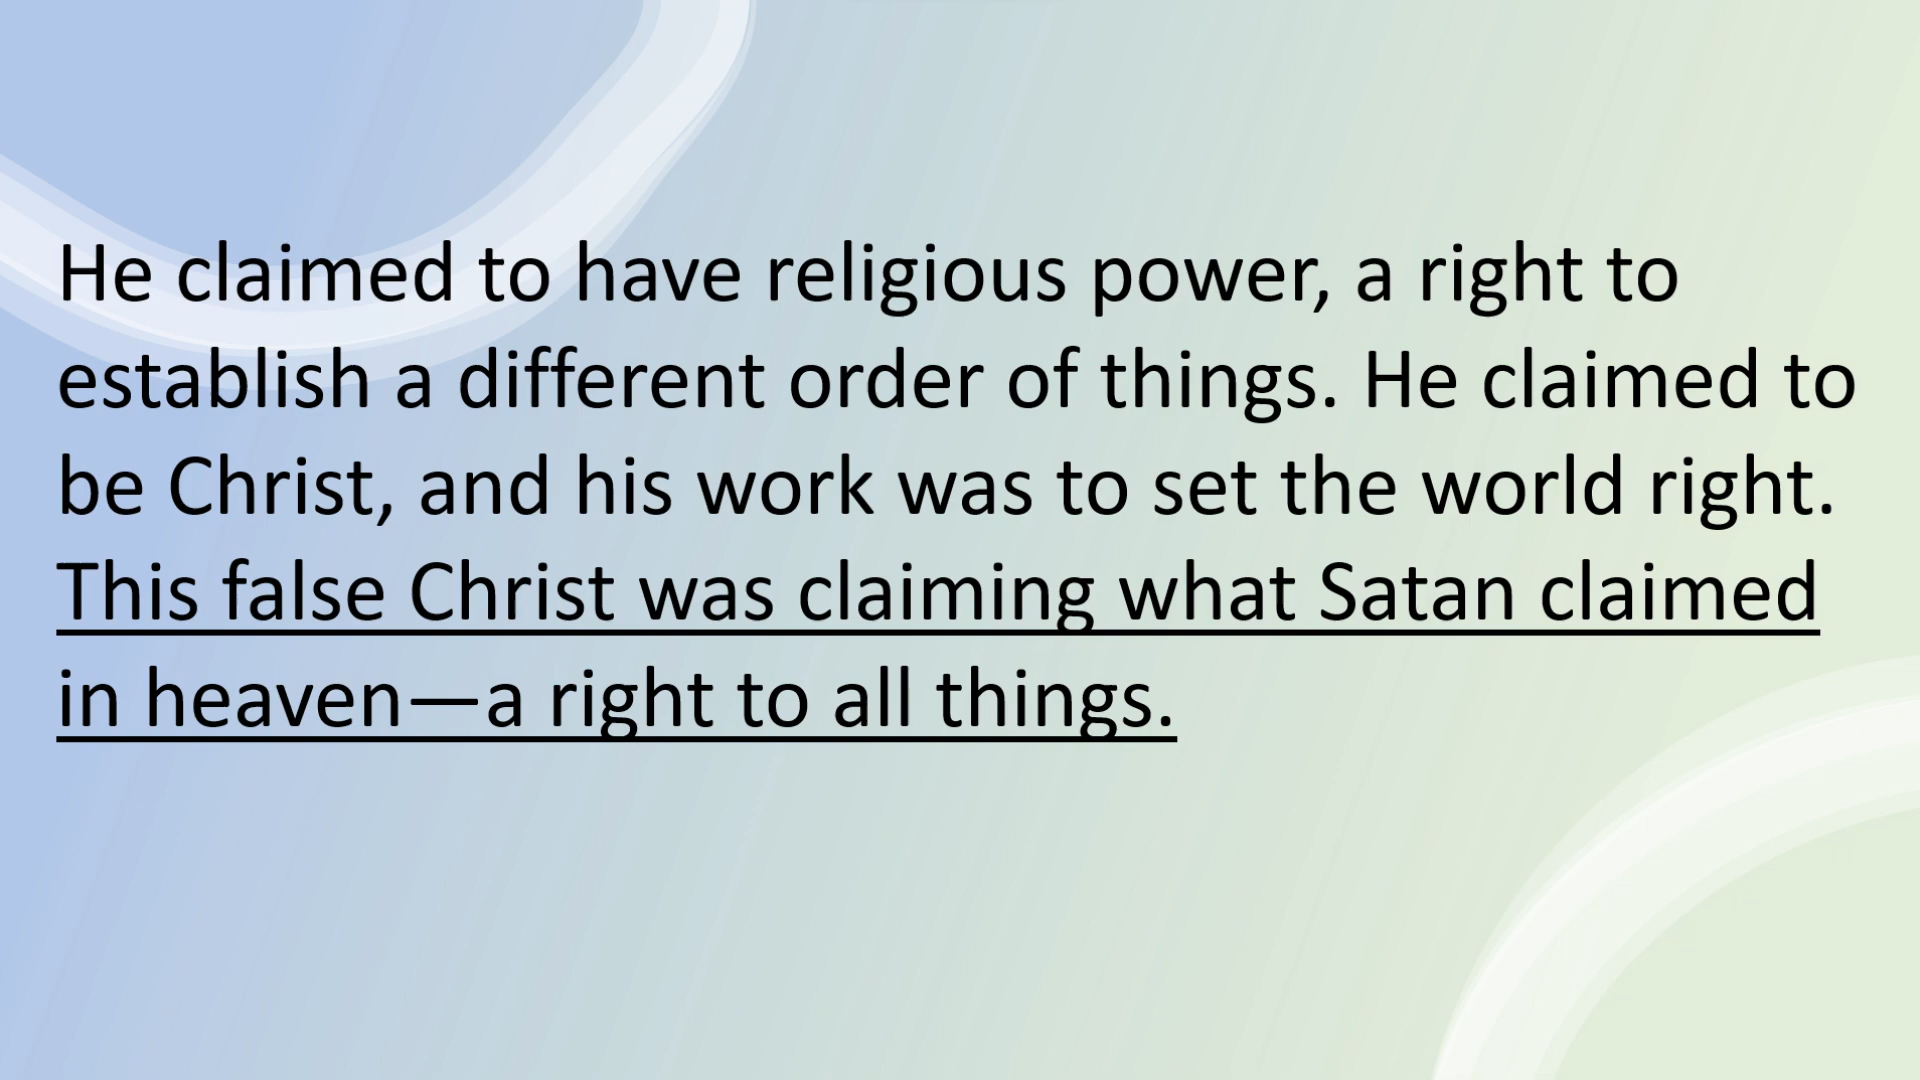 He claimed to have religious power, a right to
establish a different order of things. He claimed to
be Christ, and his work was to set the world right.
This false Christ was claiming what Satan claimed
in heaven—a right to all things.